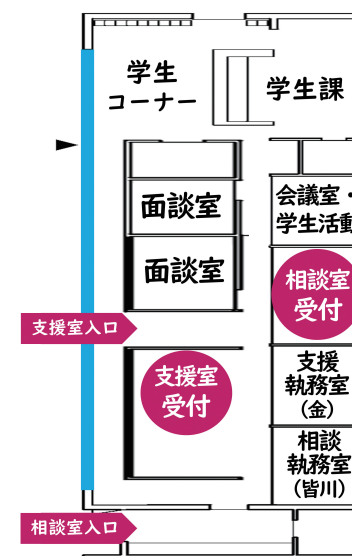 学生
コーナー
学生課
面談室
会議室・
学生活動
面談室
相談室
受付
支援室入口
支援室
受付
支援
執務室
(金)
相談
執務室
(皆川)
相談室入口